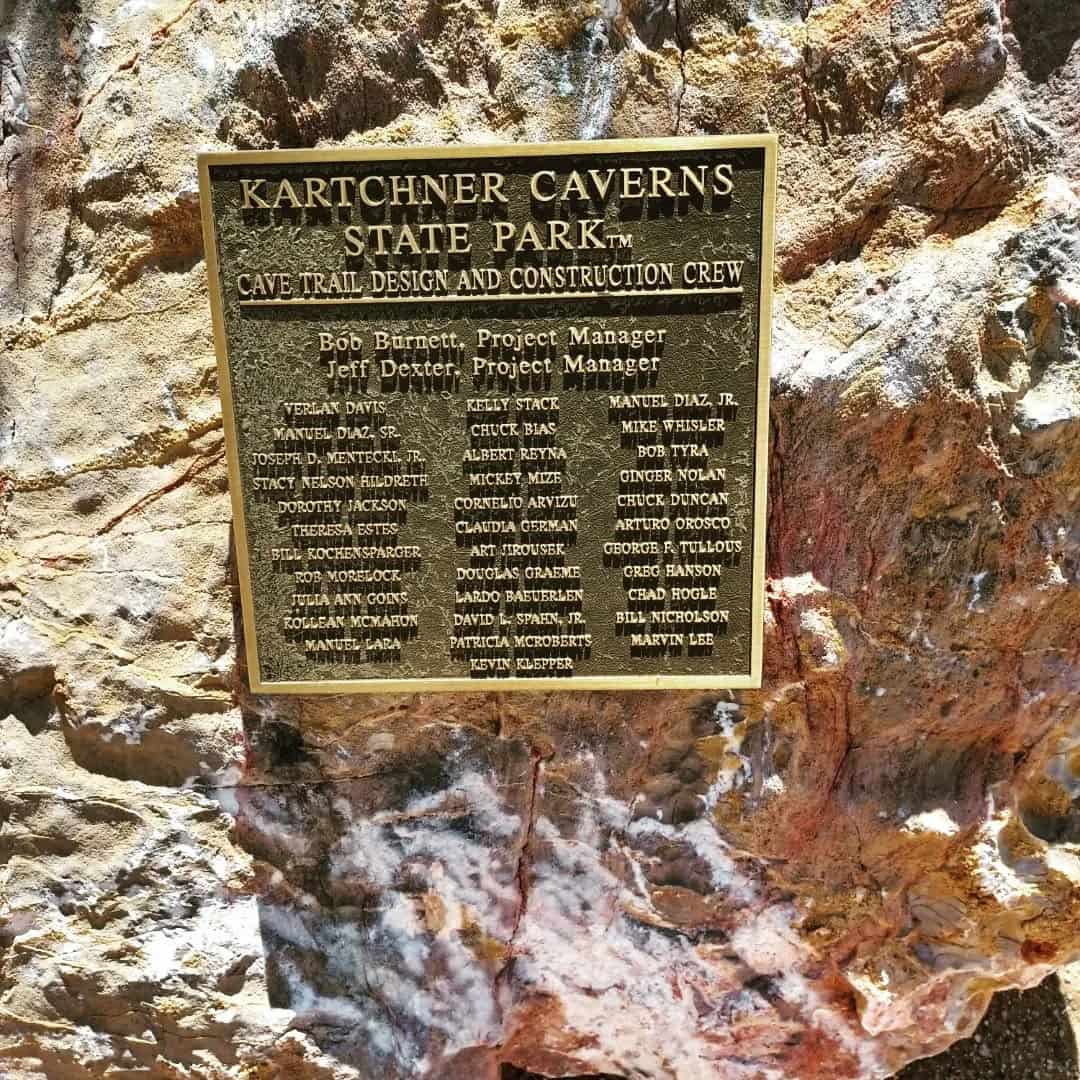 KARTCHNER CAVERNS
STATE PARK™
CAVE TRAIL DESIGN AND CONSTRUCTION CREW
Bob Burnett, Project Manager
Jeff Dexter, Project Manager
VERLAN DAVIS
MANUEL DIAZ, SR.
JOSEPH D. MENTECKI, JR.
STACY NELSON HILDRETH
DOROTHY JACKSON
THERESA ESTES
BILL KOCHENSPARGER
ROB MORELOCK
JULIA ANN GOINS
KOLLEAN MCMAHON
MANUEL LARA
KELLY STACK
CHUCK BIAS
ALBERT REYNA
MICKEY MIZE
CORNELIO ARVIZU
CLAUDIA GERMAN
ART JIROUSEK
DOUGLAS GRAEME
LARDO BAEUERLEN
DAVID L. SPAHN, JR.
PATRICIA MCROBERTS
KEVIN KLEPPER
MANUEL DIAZ, JR.
MIKE WHISLER
BOB TYRA
GINGER NOLAN
CHUCK DUNCAN
ARTURO OROSCO
GEORGE F. TULLOUS
GREG HANSON
CHAD HOGLE
BILL NICHOLSON
MARVIN LEE